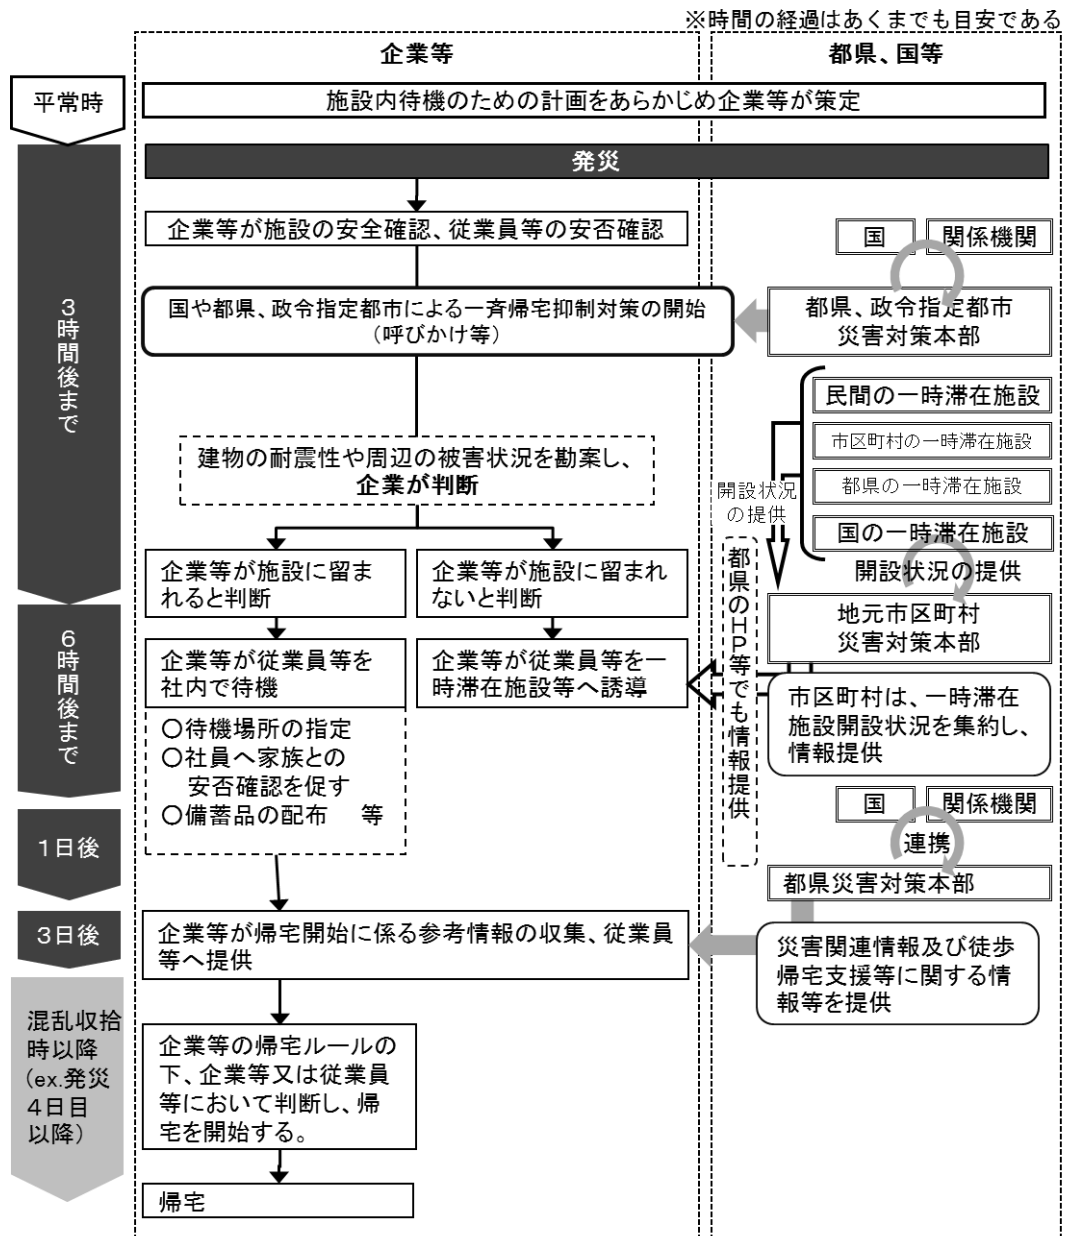 ※時間の経過はあくまでも目安である
企業等
都県、国等
平常時
施設内待機のための計画をあらかじめ企業等が策定
発災
3時間後まで
企業等が施設の安全確認、従業員等の安否確認
国
関係機関
国や都県、政令指定都市による一斉帰宅抑制対策の開始
（呼びかけ等）
都県、政令指定都市
災害対策本部
民間の一時滞在施設
市区町村の一時滞在施設
都県の一時滞在施設
国の一時滞在施設
建物の耐震性や周辺の被害状況を勘案し、
企業が判断
開設状況
の提供
開設状況の提供
企業等が施設に留ま
れると判断
企業等が施設に留まれ
ないと判断
地元市区町村
災害対策本部
都県のHP等でも情報提供
6時間後まで
企業等が従業員等を
社内で待機
企業等が従業員等を一
時滞在施設等へ誘導
市区町村は、一時滞在
施設開設状況を集約し、
情報提供
○待機場所の指定
○社員へ家族との
安否確認を促す
○備蓄品の配布　等
1日後
国
関係機関
連携
都県災害対策本部
3日後
企業等が帰宅開始に係る参考情報の収集、従業員
等へ提供
災害関連情報及び徒歩
帰宅支援等に関する情
報等を提供
混乱収拾
時以降
（ex.発災
4日目
以降）
企業等の帰宅ルールの
下、企業等又は従業員
等において判断し、帰
宅を開始する。
帰宅